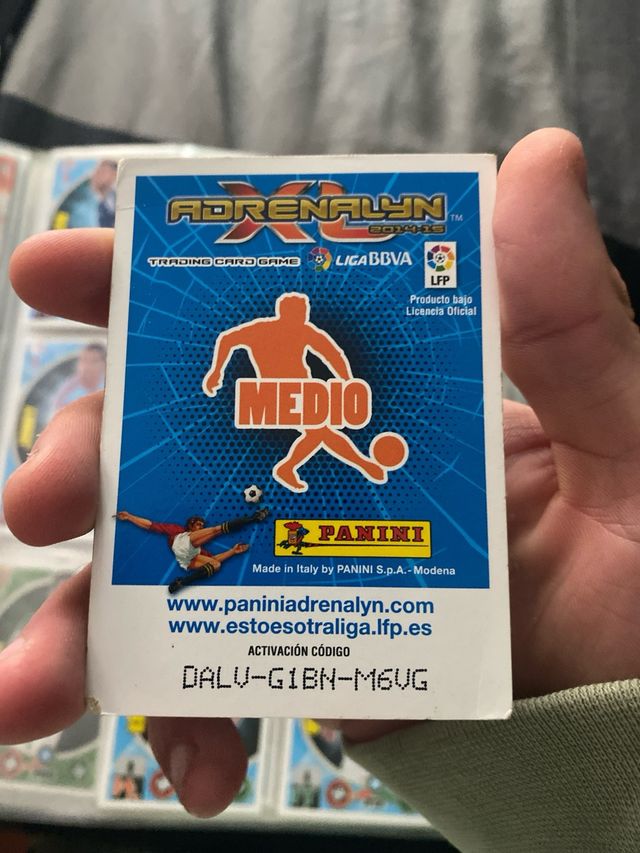 ADRENALYN
XL
2014-15
TM
TRADING CARD GAME
LIGA BBVA
LFP
Producto bajo
Licencia Oficial
MEDIO
PANINI
Made in Italy by PANINI S.p.A.- Modena
www.paniniadrenalyn.com
www.estoesotraliga.lfp.es
ACTIVACIÓN CÓDIGO
DALV-G1BN-M6VG